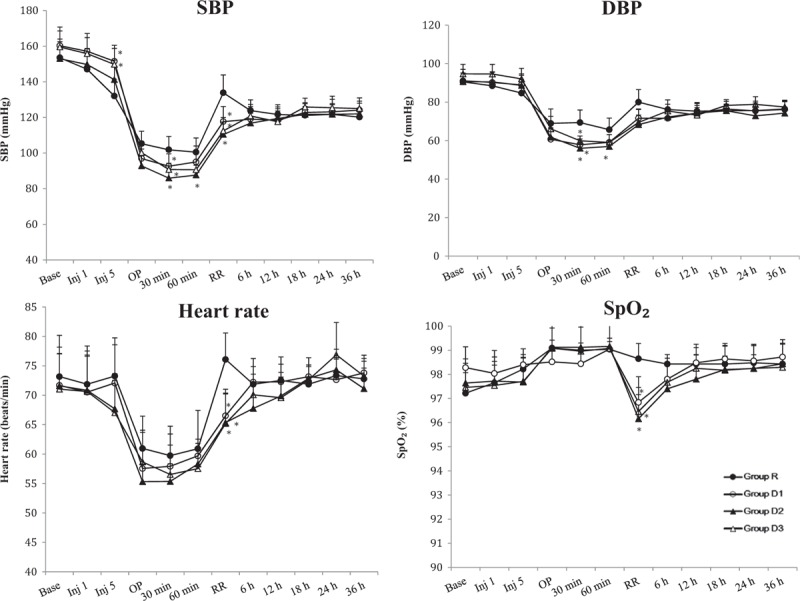 SBP
SBP (mmHg)
180
160
140
120
100
80
60
40
Base
Inj 1
Inj 5
OP
30 min
60 min
RR
6 h
12 h
18 h
24 h
36 h
DBP
DBP (mmHg)
120
100
80
60
40
20
0
Base
Inj 1
Inj 5
OP
30 min
60 min
RR
6 h
12 h
18 h
24 h
36 h
Heart rate
Heart rate (beats/min)
85
80
75
70
65
60
55
50
45
40
Base
Inj 1
Inj 5
OP
30 min
60 min
RR
6 h
12 h
18 h
24 h
36 h
SpO₂
SpO₂ (%)
100
99
98
97
96
95
94
93
92
91
90
Base
Inj 1
Inj 5
OP
30 min
60 min
RR
6 h
12 h
18 h
24 h
36 h
Group R
Group D1
Group D2
Group D3